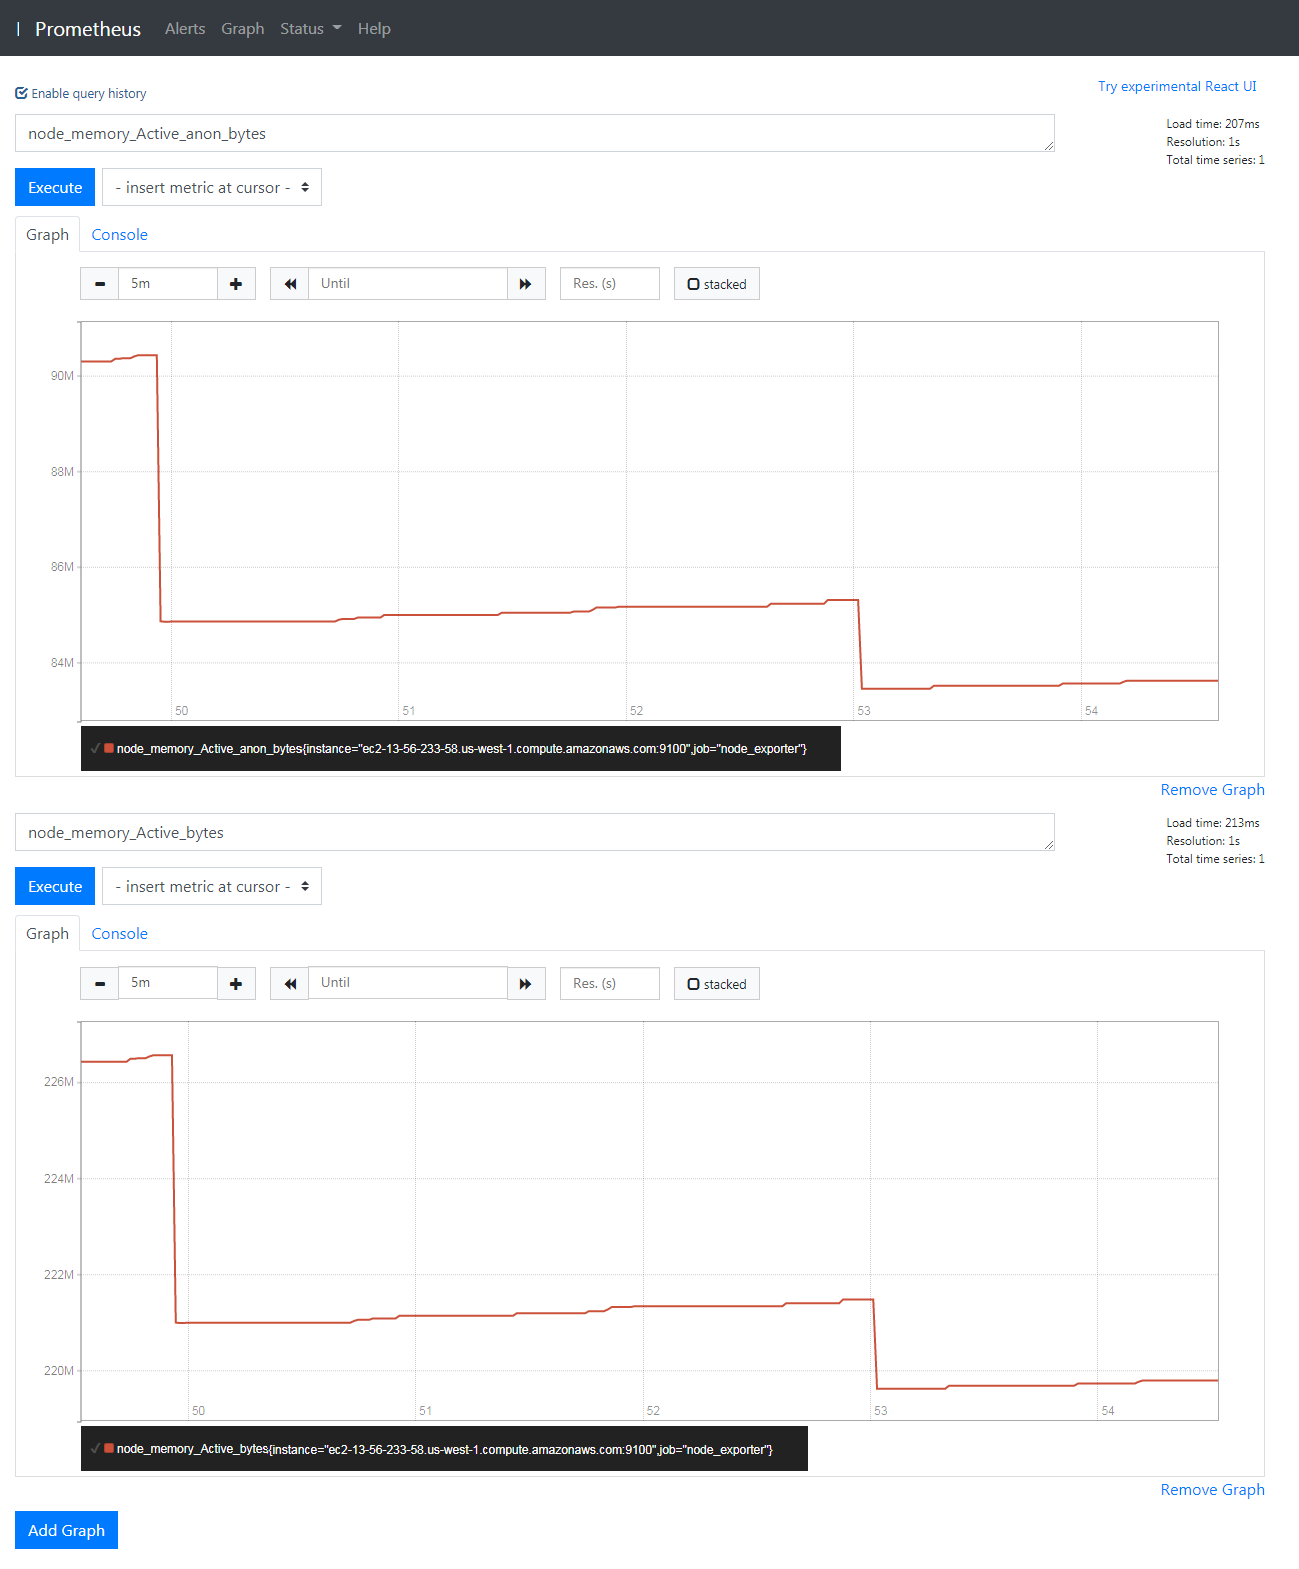 Prometheus Alerts Graph Status Help
Enable query history
Try experimental React UI
node_memory_Active_anon_bytes
Load time: 207ms
Resolution: 1s
Total time series: 1
Execute - insert metric at cursor -
Graph Console
5m Until Res. (s) stacked
90M
88M
86M
84M
50 51 52 53 54
node_memory_Active_anon_bytes{instance="ec2-13-56-233-58.us-west-1.compute.amazonaws.com:9100",job="node_exporter"}
Remove Graph
node_memory_Active_bytes
Load time: 213ms
Resolution: 1s
Total time series: 1
Execute - insert metric at cursor -
Graph Console
5m Until Res. (s) stacked
226M
224M
222M
220M
50 51 52 53 54
node_memory_Active_bytes{instance="ec2-13-56-233-58.us-west-1.compute.amazonaws.com:9100",job="node_exporter"}
Remove Graph
Add Graph